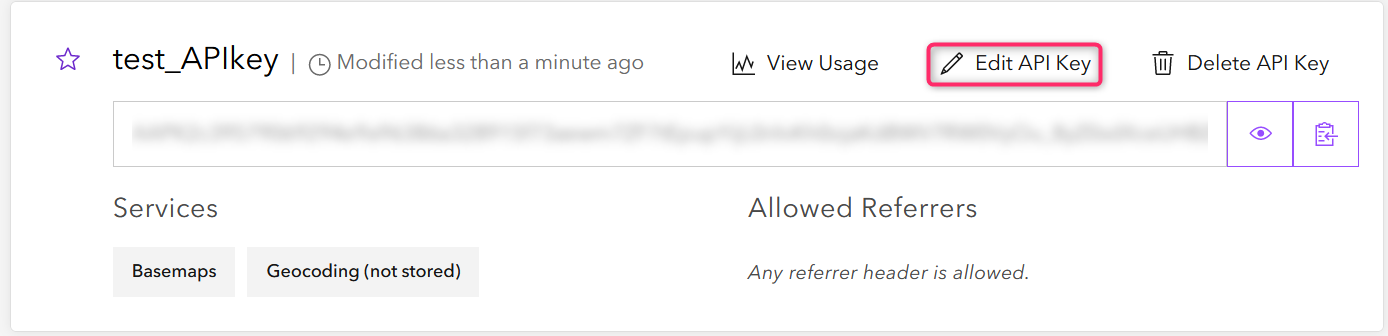 test_APIkey | Modified less than a minute ago View Usage Edit API Key Delete API Key
Services Allowed Referrers
Basemaps Geocoding (not stored) Any referrer header is allowed.